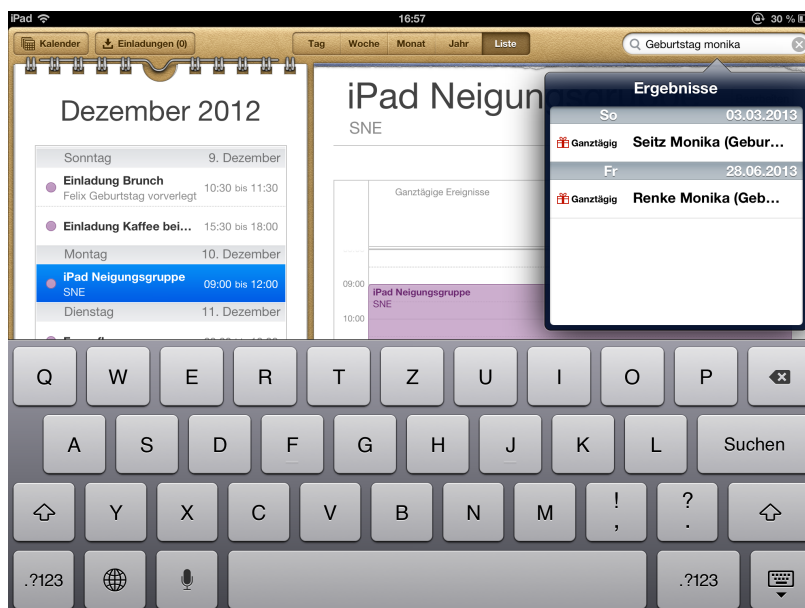 iPad 16:57 30 %
Kalender Einladungen (0) Tag Woche Monat Jahr Liste Geburtstag monika
Dezember 2012
Sonntag 9. Dezember
Einladung Brunch
Felix Geburtstag vorverlegt
10:30 bis 11:30
Einladung Kaffee bei… 15:30 bis 18:00
Montag 10. Dezember
iPad Neigungsgruppe
SNE
09:00 bis 12:00
Dienstag 11. Dezember
iPad Neigun
SNE
Ganztägige Ereignisse
09:00
iPad Neigungsgruppe
SNE
10:00
Ergebnisse
So 03.03.2013
Ganztägig Seitz Monika (Gebur…
Fr 28.06.2013
Ganztägig Renke Monika (Geb…
Q W E R T Z U I O P
A S D F G H J K L Suchen
Y X C V B N M ! , ? .
.?123 .?123